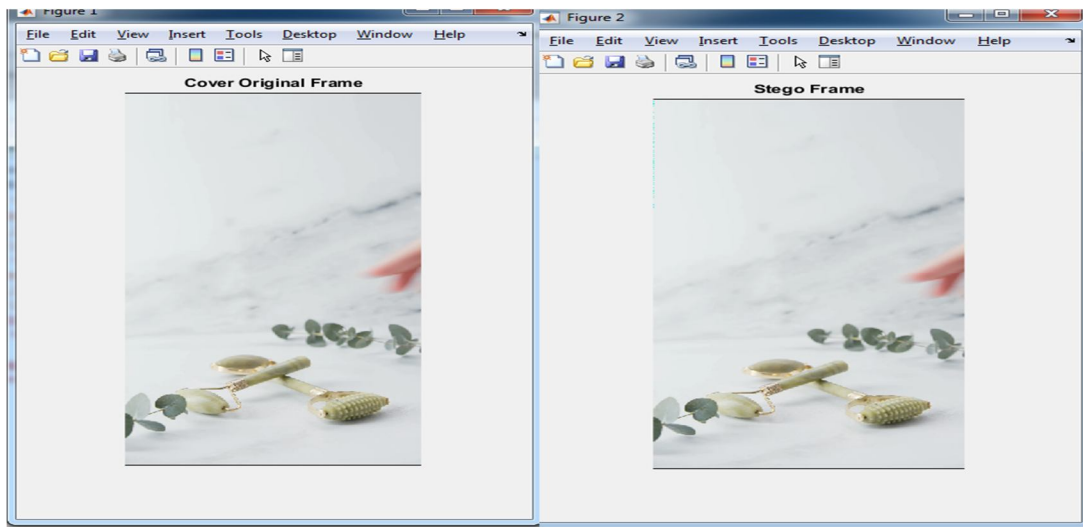 Figure 1
File Edit View Insert Tools Desktop Window Help
Cover Original Frame
Figure 2
File Edit View Insert Tools Desktop Window Help
Stego Frame